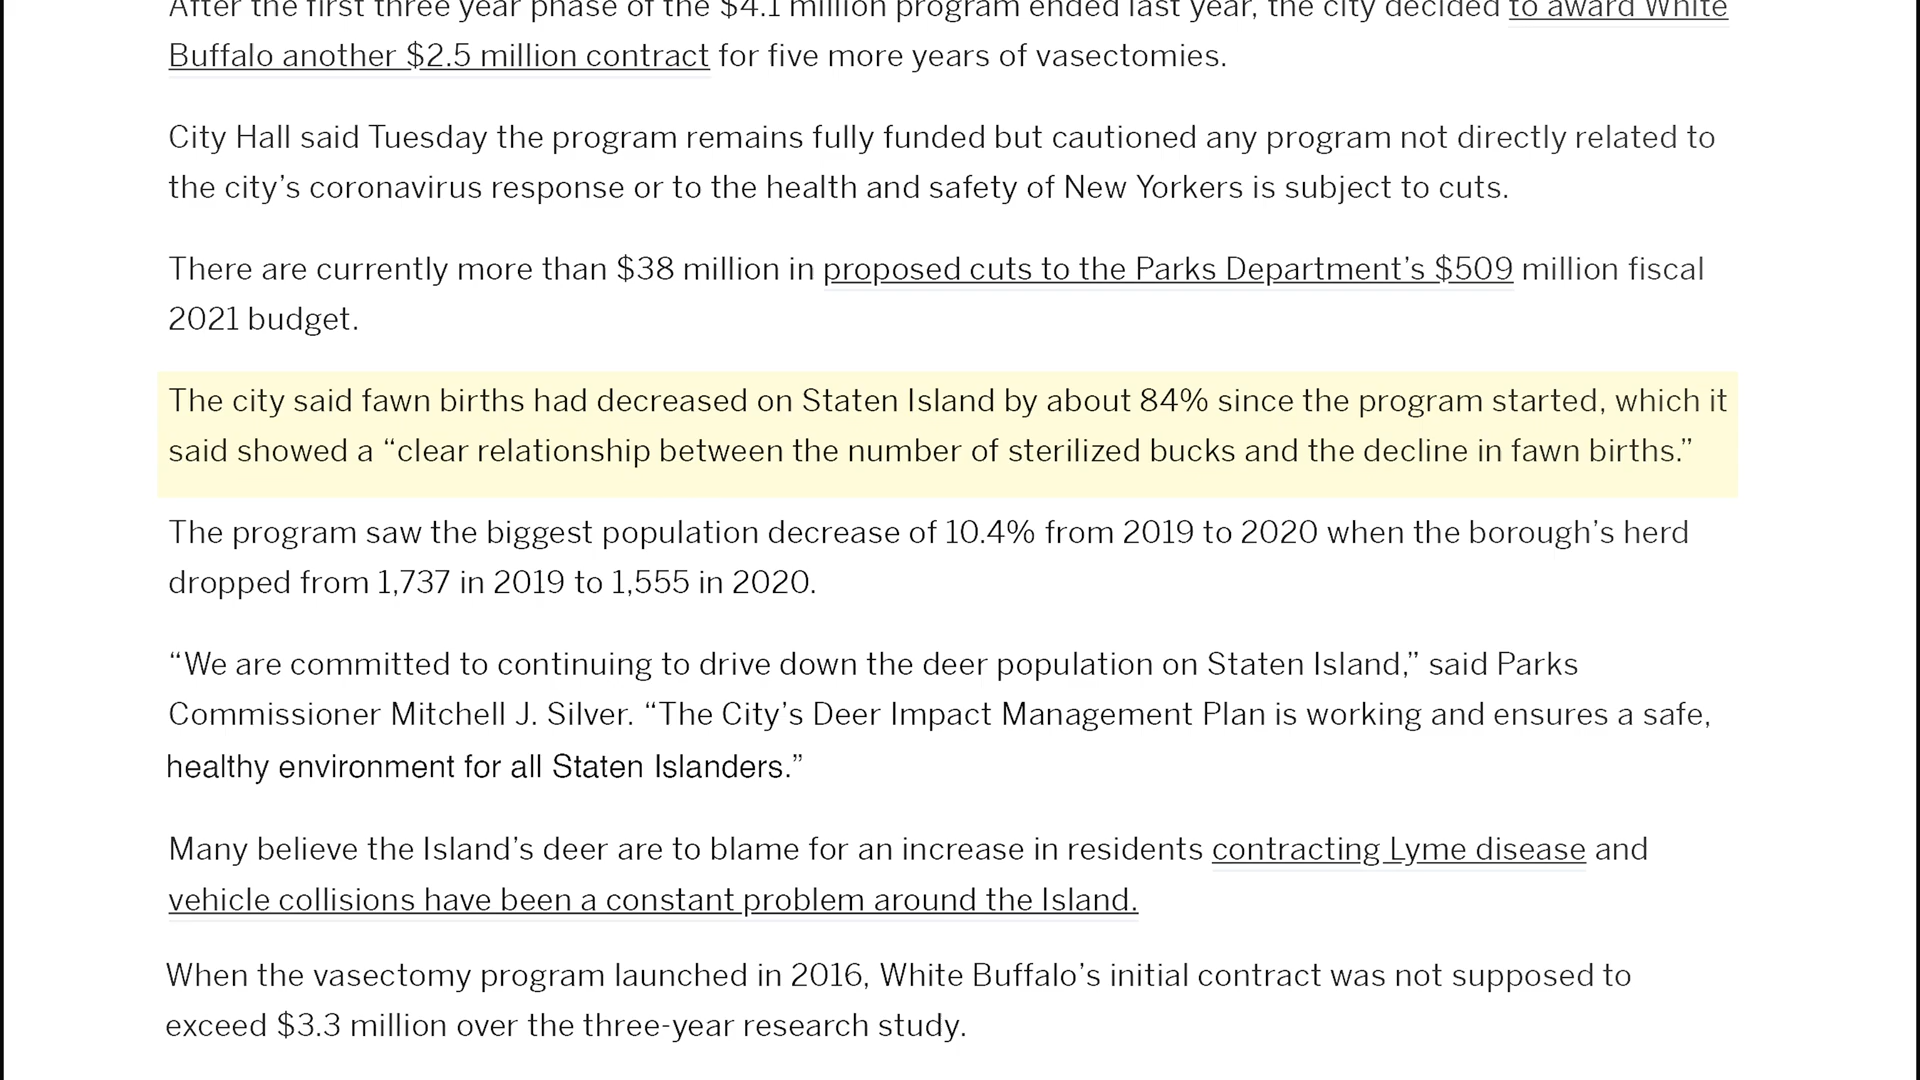 After the first three year phase of the $4.1 million program ended last year, the city decided to award White
Buffalo another $2.5 million contract for five more years of vasectomies.
City Hall said Tuesday the program remains fully funded but cautioned any program not directly related to
the city’s coronavirus response or to the health and safety of New Yorkers is subject to cuts.
There are currently more than $38 million in proposed cuts to the Parks Department’s $509 million fiscal
2021 budget.
The city said fawn births had decreased on Staten Island by about 84% since the program started, which it
said showed a “clear relationship between the number of sterilized bucks and the decline in fawn births.”
The program saw the biggest population decrease of 10.4% from 2019 to 2020 when the borough’s herd
dropped from 1,737 in 2019 to 1,555 in 2020.
“We are committed to continuing to drive down the deer population on Staten Island,” said Parks
Commissioner Mitchell J. Silver. “The City’s Deer Impact Management Plan is working and ensures a safe,
healthy environment for all Staten Islanders.”
Many believe the Island’s deer are to blame for an increase in residents contracting Lyme disease and
vehicle collisions have been a constant problem around the Island.
When the vasectomy program launched in 2016, White Buffalo’s initial contract was not supposed to
exceed $3.3 million over the three-year research study.